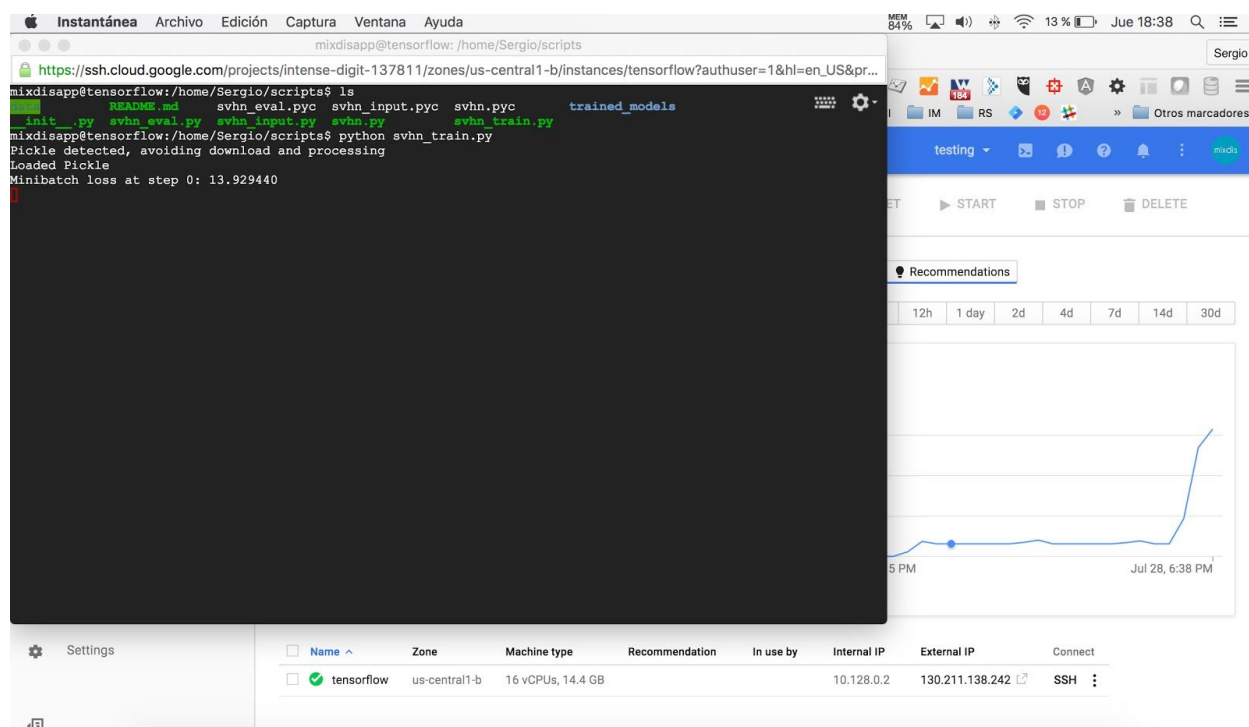 Instantánea Archivo Edición Captura Ventana Ayuda
MEM 84% 13 % Jue 18:38
mixdisapp@tensorflow: /home/Sergio/scripts
Sergio
https://ssh.cloud.google.com/projects/intense-digit-137811/zones/us-central1-b/instances/tensorflow?authuser=1&hl=en_US&pr...
184
IM RS 12 » Otros marcadores
mixdisapp@tensorflow:/home/Sergio/scripts$ ls
data README.md svhn_eval.pyc svhn_input.pyc svhn.pyc trained_models
__init__.py svhn_eval.py svhn_input.py svhn.py svhn_train.py
mixdisapp@tensorflow:/home/Sergio/scripts$ python svhn_train.py
Pickle detected, avoiding download and processing
Loaded Pickle
Minibatch loss at step 0: 13.929440
testing mixdis
START STOP DELETE
Recommendations
12h 1 day 2d 4d 7d 14d 30d
5 PM Jul 28, 6:38 PM
Settings
Name Zone Machine type Recommendation In use by Internal IP External IP Connect
tensorflow us-central1-b 16 vCPUs, 14.4 GB 10.128.0.2 130.211.138.242 SSH